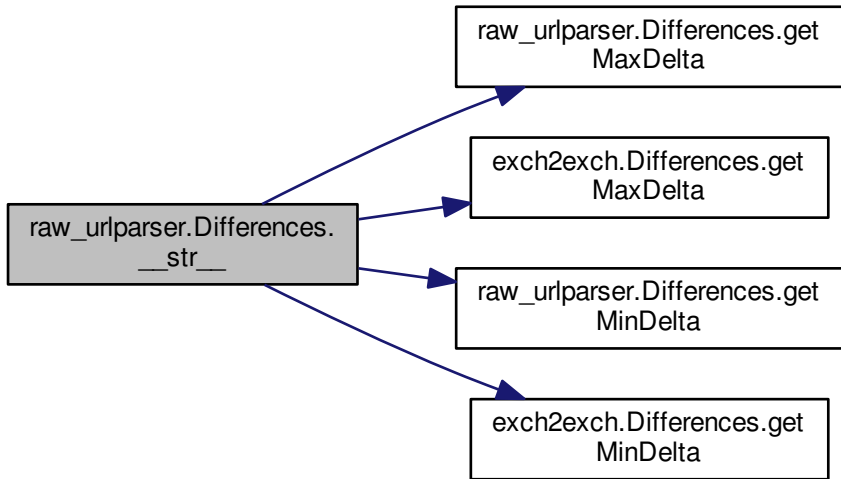 raw_urlparser.Differences.get
MaxDelta
exch2exch.Differences.get
MaxDelta
raw_urlparser.Differences.
__str__
raw_urlparser.Differences.get
MinDelta
exch2exch.Differences.get
MinDelta